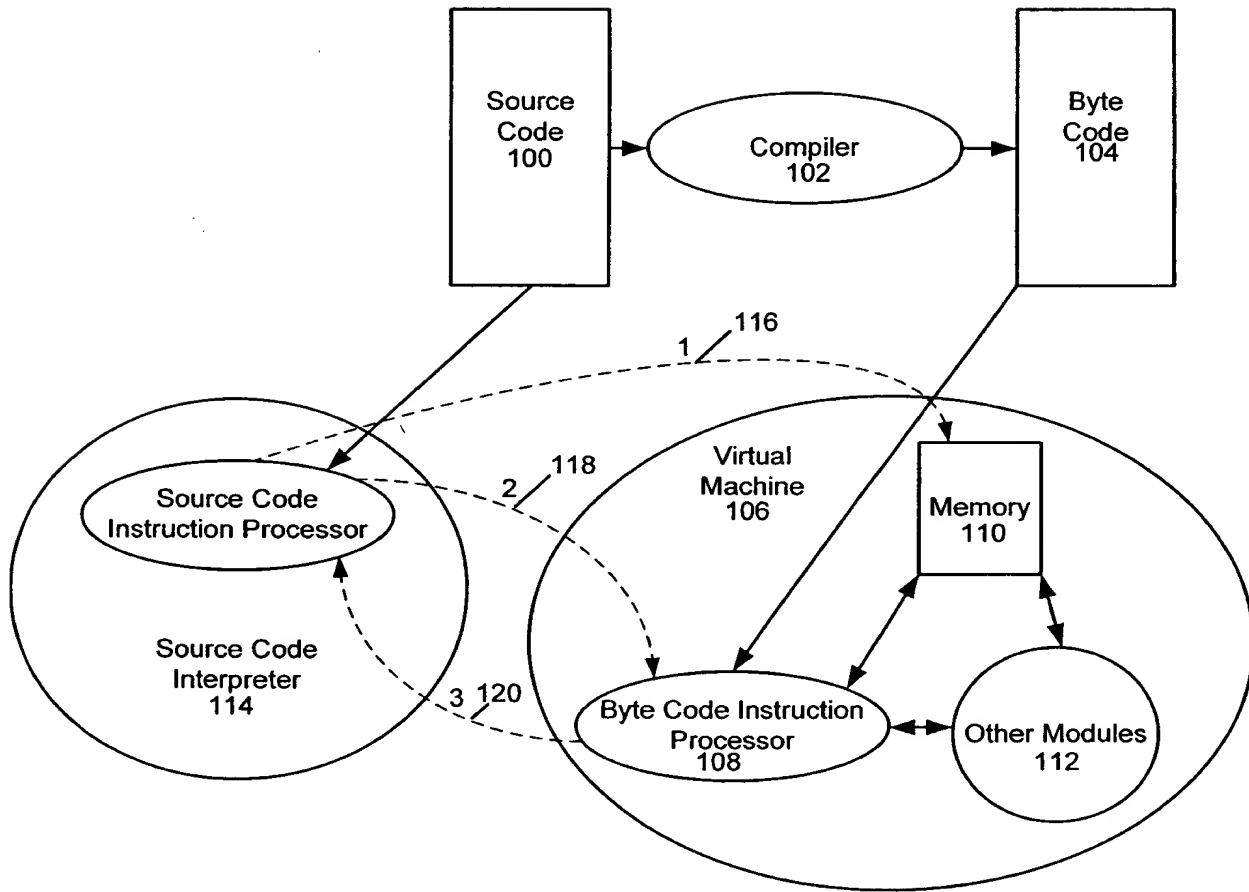 Source
Code
100
Compiler
102
Byte
Code
104
1
116
2
118
Source Code
Instruction Processor
Virtual
Machine
106
Memory
110
Source Code
Interpreter
114
3
120
Byte Code Instruction
Processor
108
Other Modules
112